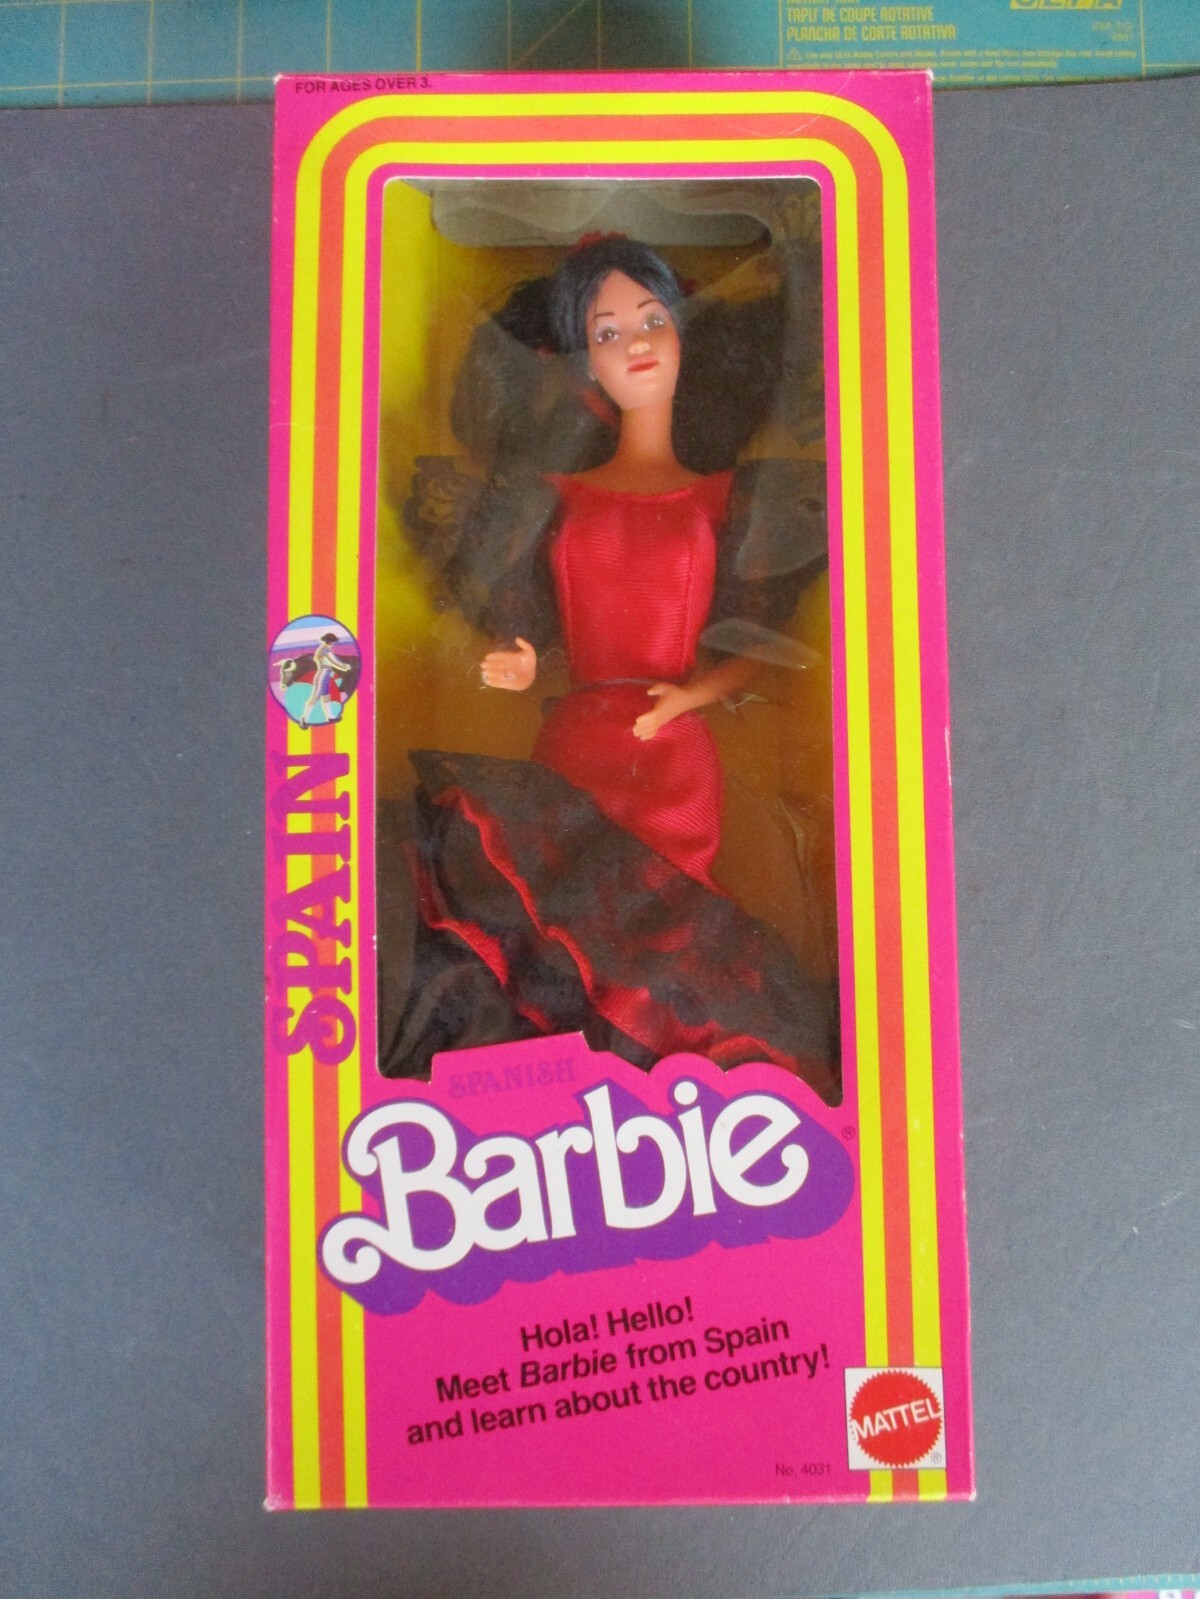 TAPIS DE COUPE ROTATIVE
PLANCHA DE CORTE ROTATIVA
OLFA
FOR AGES OVER 3.
SPAIN
SPANISH
Barbie®
Hola! Hello!
Meet Barbie from Spain
and learn about the country!
MATTEL®
No. 4031